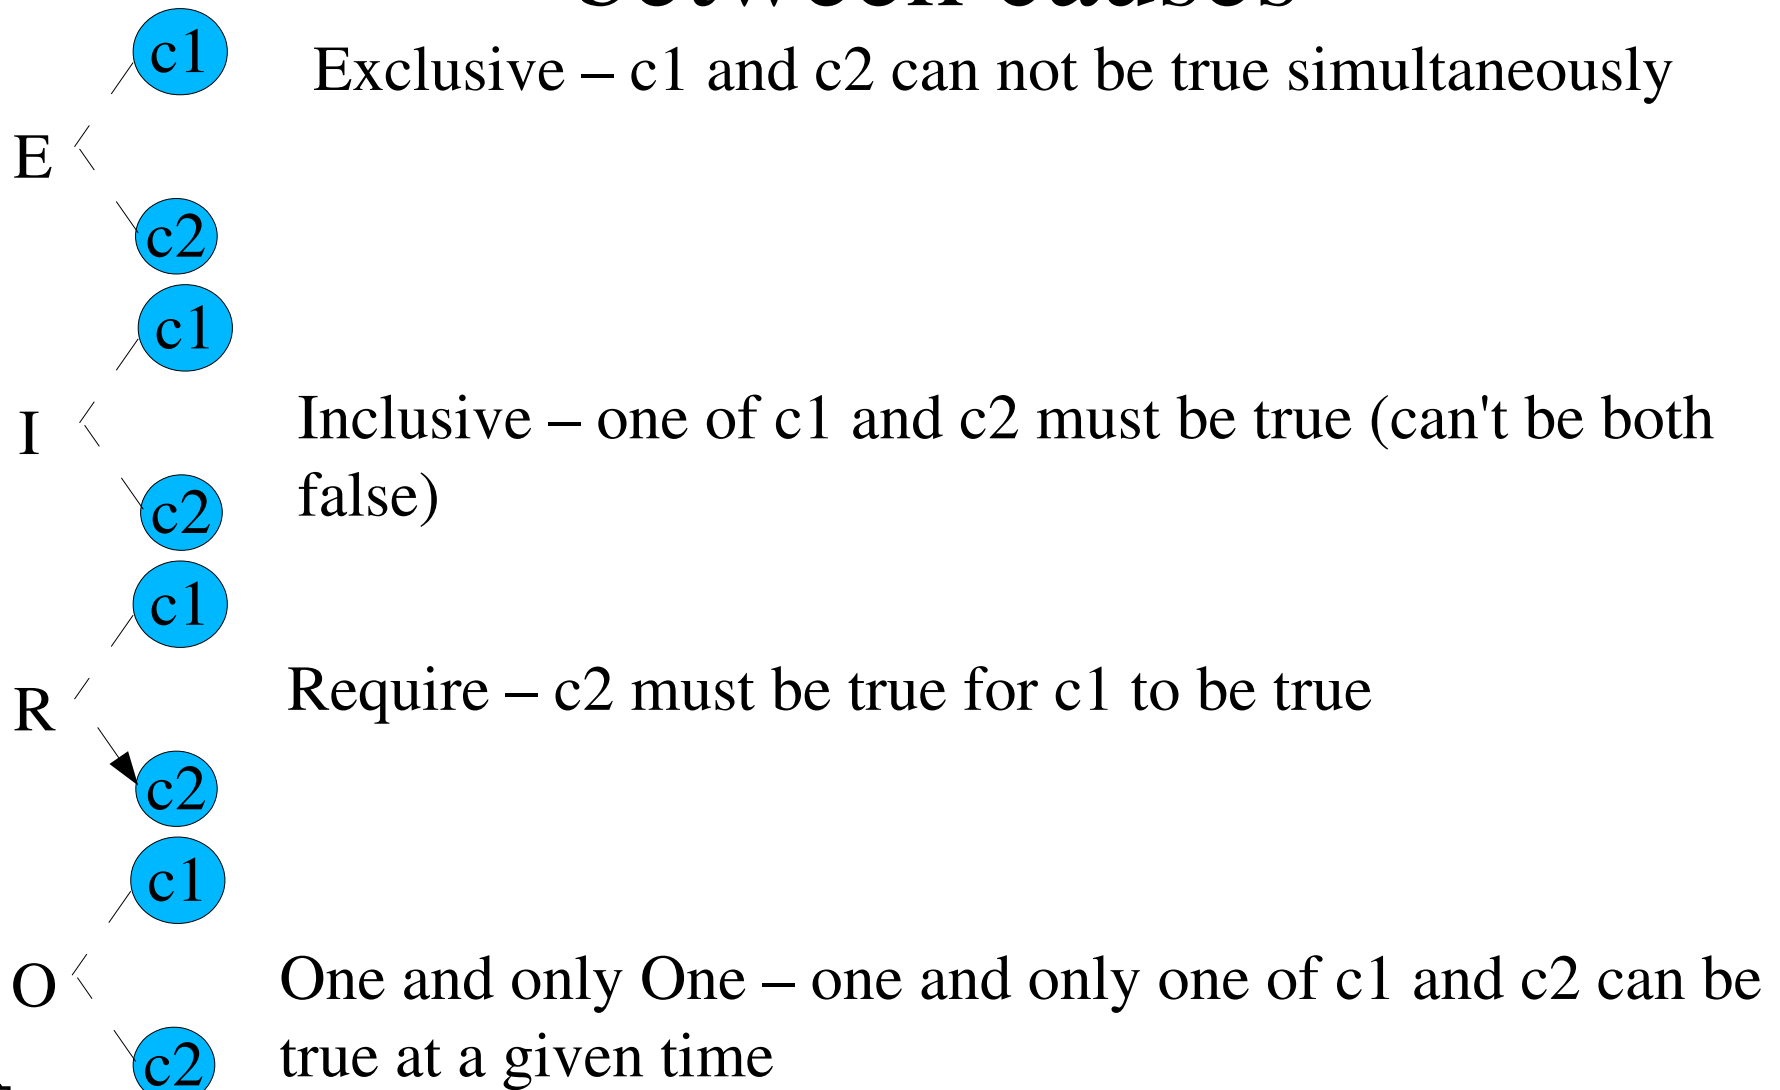 between causes
c1
Exclusive – c1 and c2 can not be true simultaneously
E
c2
c1
I
Inclusive – one of c1 and c2 must be true (can't be both
false)
c2
c1
R
Require – c2 must be true for c1 to be true
c2
c1
O
One and only One – one and only one of c1 and c2 can be
true at a given time
c2